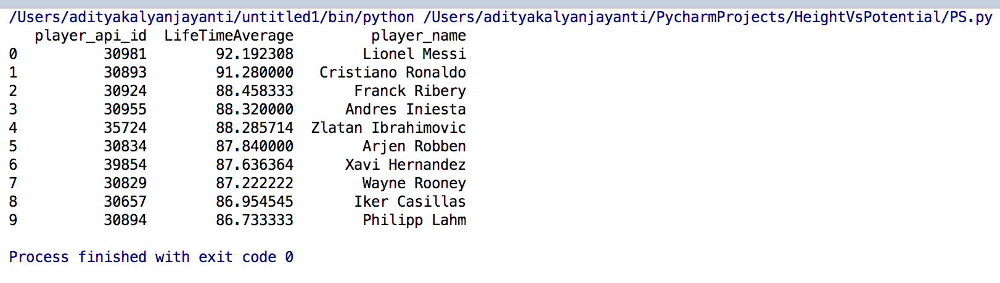 /Users/adityakalyanjayanti/untitled1/bin/python /Users/adityakalyanjayanti/PycharmProjects/HeightVsPotential/PS.py
   player_api_id  LifeTimeAverage         player_name
0          30981        92.192308        Lionel Messi
1          30893        91.280000   Cristiano Ronaldo
2          30924        88.458333       Franck Ribery
3          30955        88.320000      Andres Iniesta
4          35724        88.285714  Zlatan Ibrahimovic
5          30834        87.840000        Arjen Robben
6          39854        87.636364      Xavi Hernandez
7          30829        87.222222        Wayne Rooney
8          30657        86.954545       Iker Casillas
9          30894        86.733333        Philipp Lahm
Process finished with exit code 0